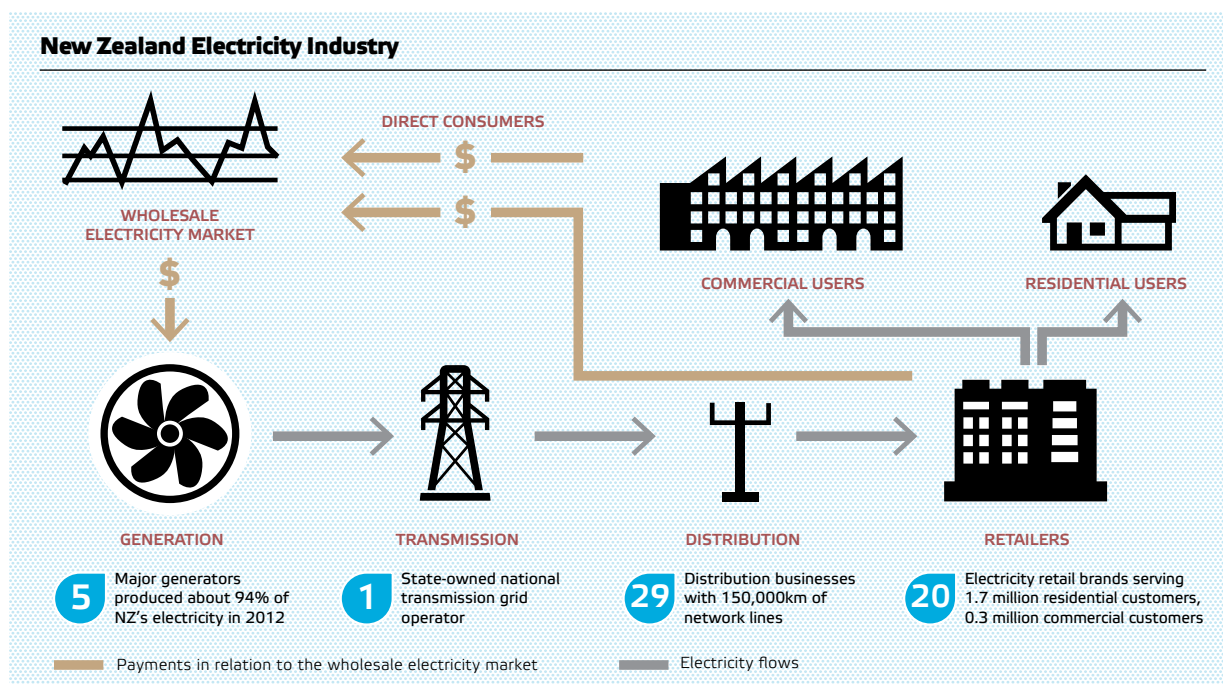 New Zealand Electricity Industry
DIRECT CONSUMERS
$
$
WHOLESALE
ELECTRICITY MARKET
$
COMMERCIAL USERS
RESIDENTIAL USERS
GENERATION
5
Major generators
produced about 94% of
NZ's electricity in 2012
TRANSMISSION
1
State-owned national
transmission grid
operator
DISTRIBUTION
29
Distribution businesses
with 150,000km of
network lines
RETAILERS
20
Electricity retail brands serving
1.7 million residential customers,
0.3 million commercial customers
Payments in relation to the wholesale electricity market
Electricity flows